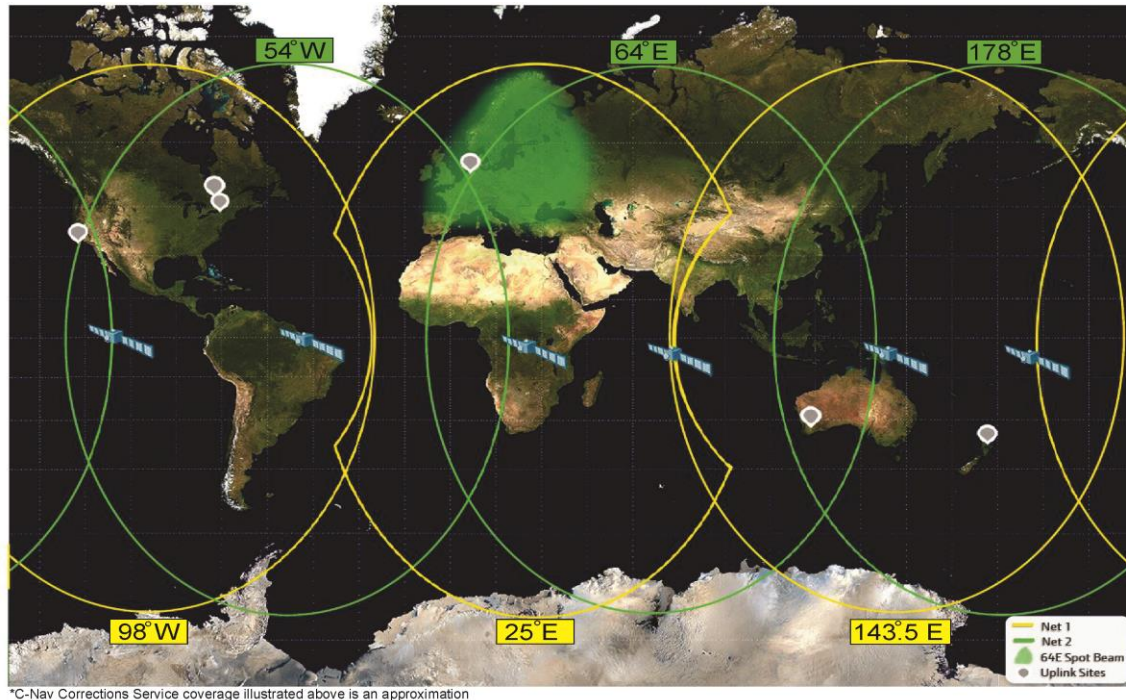 54°W
64°E
178°E
98°W
25°E
143.5 E
Net 1
Net 2
64E Spot Beam
Uplink Sites
*C-Nav Corrections Service coverage illustrated above is an approximation